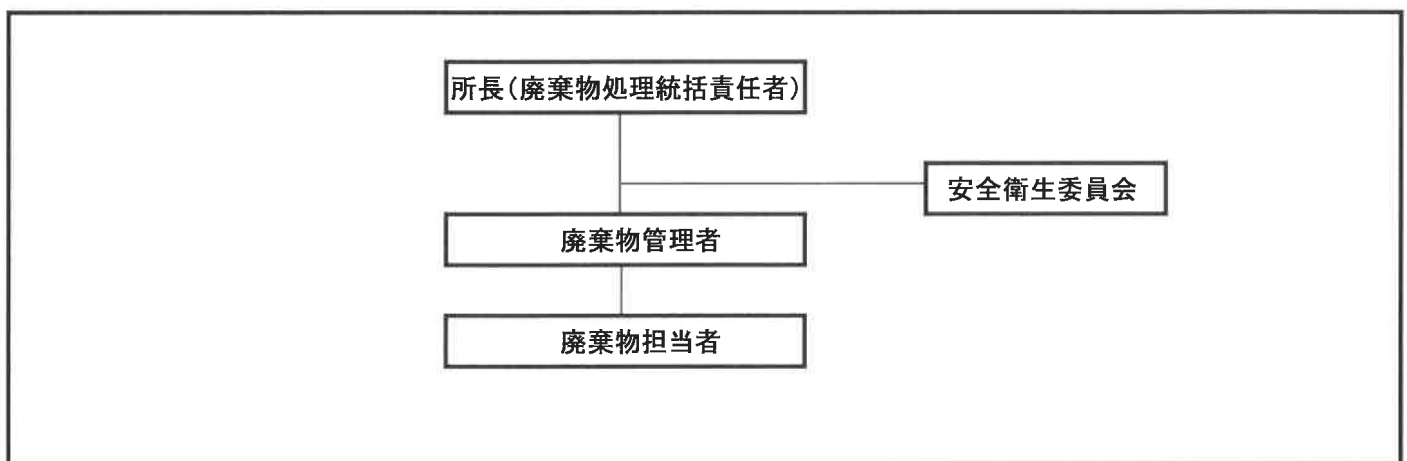 所長(廃棄物処理統括責任者)
安全衛生委員会
廃棄物管理者
廃棄物担当者